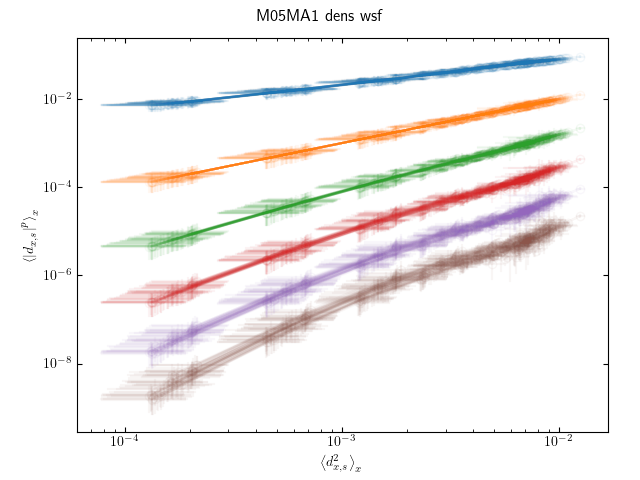 M05MA1 dens wsf
10⁻²
10⁻⁴
10⁻⁶
10⁻⁸
⟨|d_{x,s}|^p⟩_x
10⁻⁴ 10⁻³ 10⁻²
⟨d²_{x,s}⟩_x